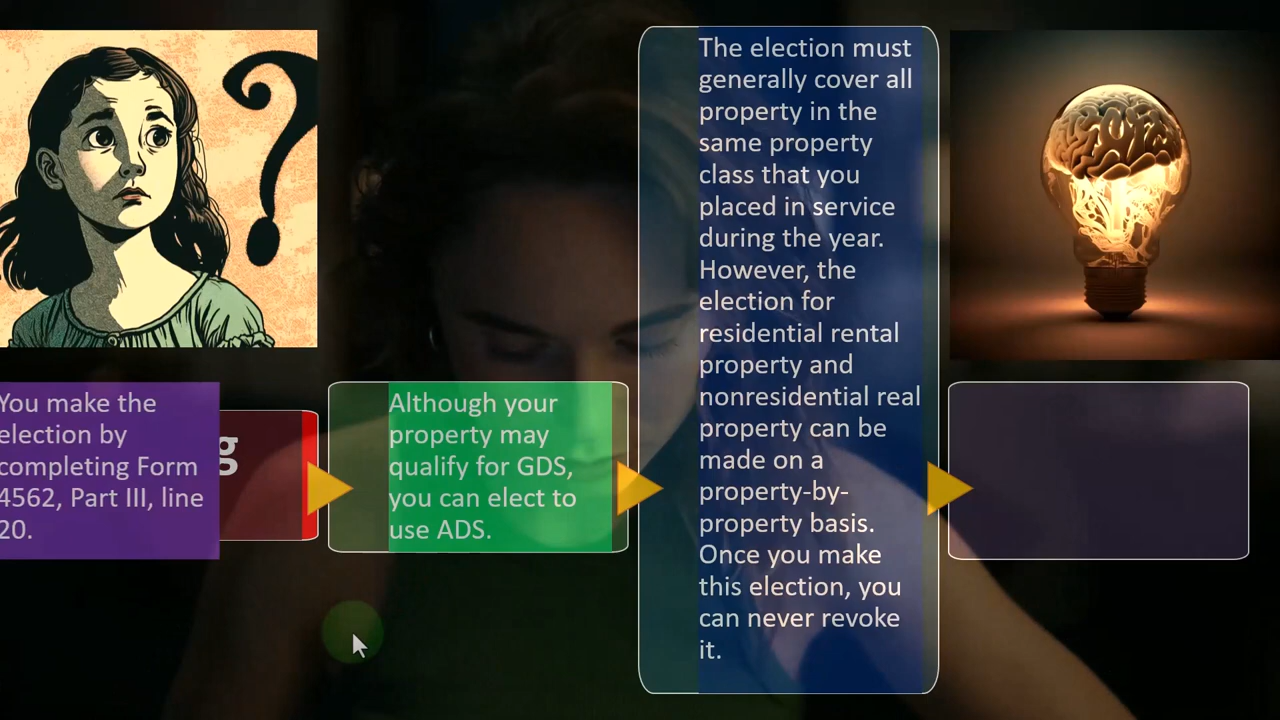 You make the
election by
completing Form
4562, Part III, line
20.
g
Although your
property may
qualify for GDS,
you can elect to
use ADS.
The election must
generally cover all
property in the
same property
class that you
placed in service
during the year.
However, the
election for
residential rental
property and
nonresidential real
property can be
made on a
property-by-
property basis.
Once you make
this election, you
can never revoke
it.
?